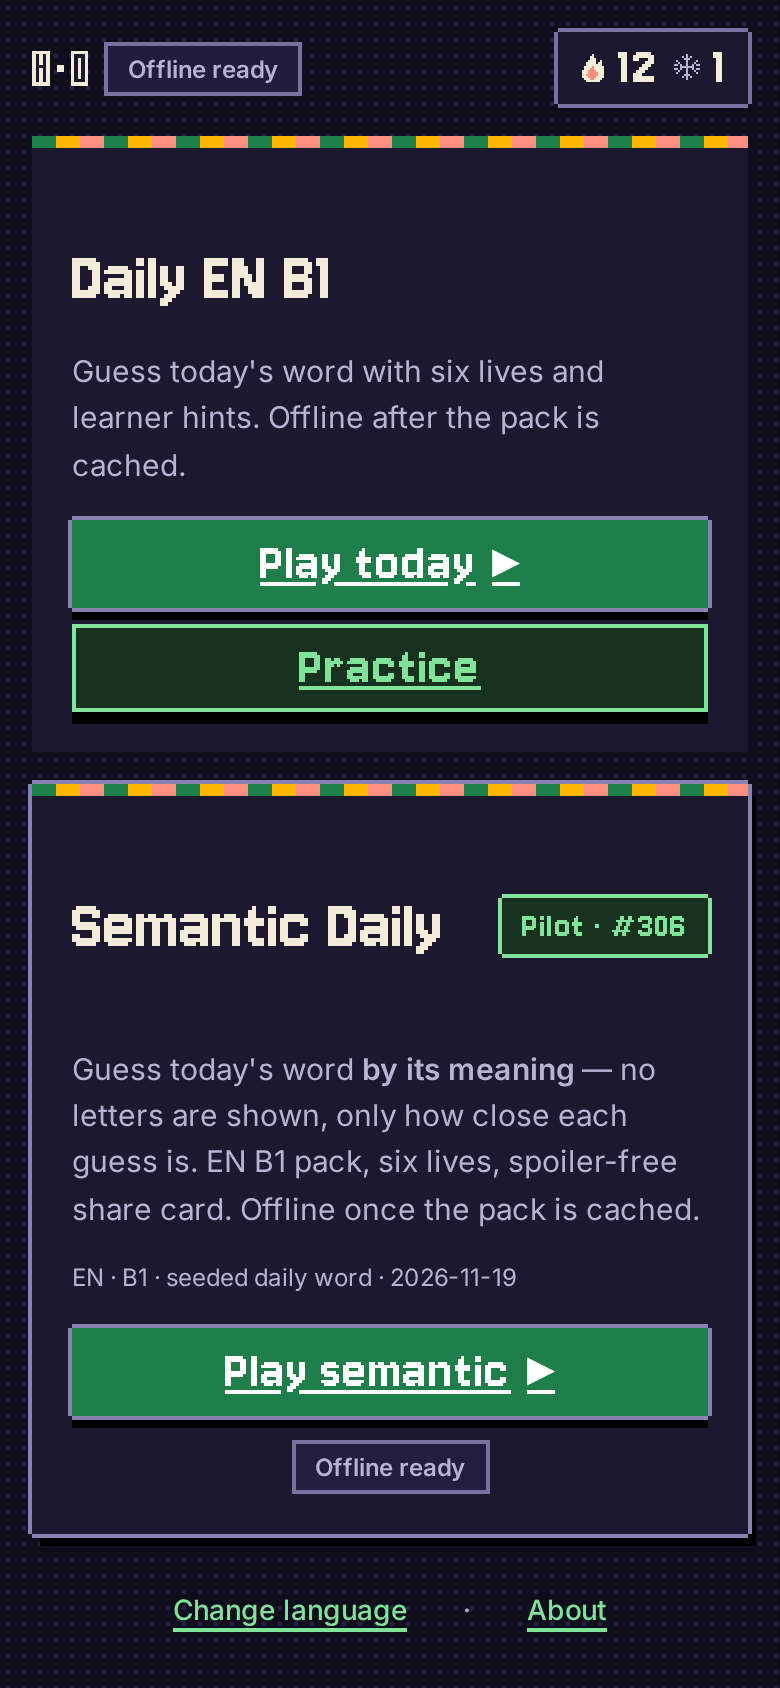 H·O
Offline ready
12 1
Daily EN B1
Guess today's word with six lives and
learner hints. Offline after the pack is
cached.
Play today ▶
Practice
Semantic Daily
Pilot · #306
Guess today's word by its meaning — no
letters are shown, only how close each
guess is. EN B1 pack, six lives, spoiler-free
share card. Offline once the pack is cached.
EN · B1 · seeded daily word · 2026-11-19
Play semantic ▶
Offline ready
Change language · About